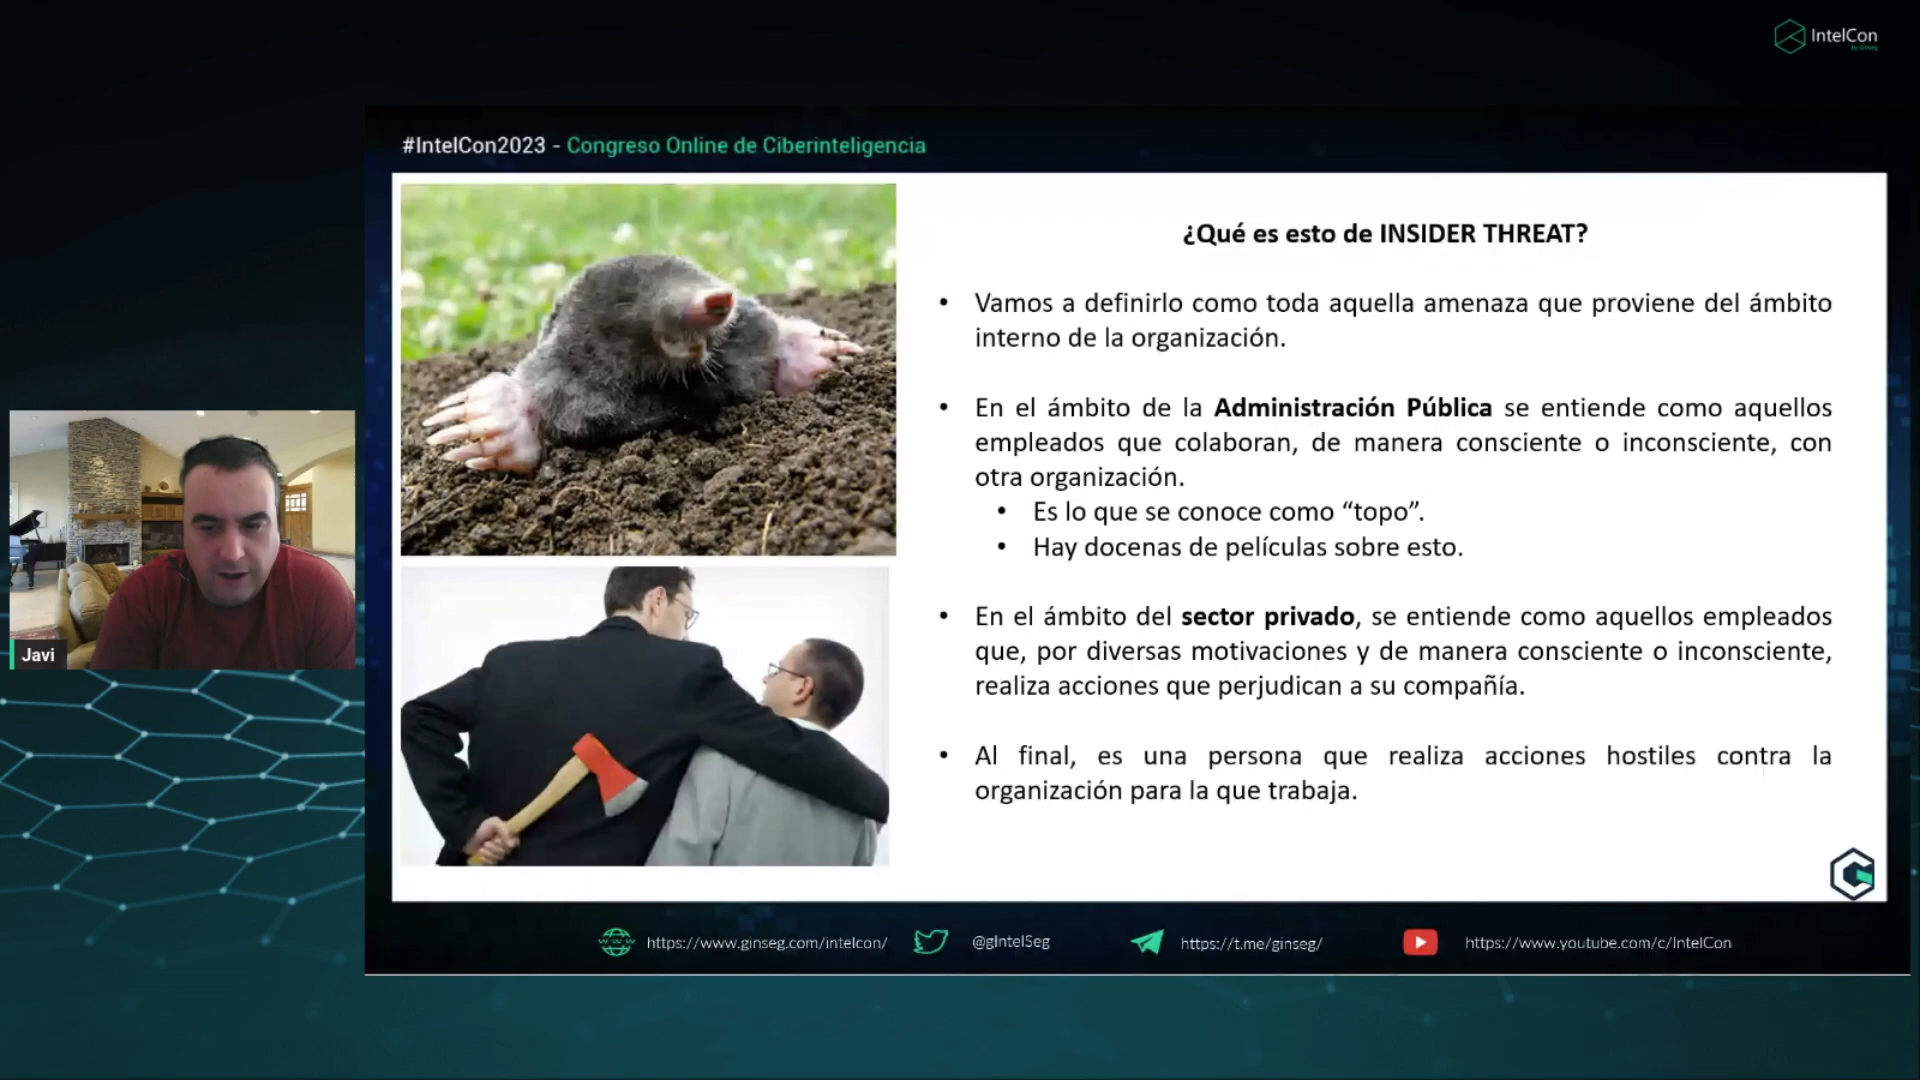 IntelCon
by Ginseg
#IntelCon2023 - Congreso Online de Ciberinteligencia
¿Qué es esto de INSIDER THREAT?
• Vamos a definirlo como toda aquella amenaza que proviene del ámbito
interno de la organización.
• En el ámbito de la Administración Pública se entiende como aquellos
empleados que colaboran, de manera consciente o inconsciente, con
otra organización.
• Es lo que se conoce como “topo”.
• Hay docenas de películas sobre esto.
• En el ámbito del sector privado, se entiende como aquellos empleados
que, por diversas motivaciones y de manera consciente o inconsciente,
realiza acciones que perjudican a su compañía.
• Al final, es una persona que realiza acciones hostiles contra la
organización para la que trabaja.
Javi
https://www.ginseg.com/intelcon/
@gIntelSeg
https://t.me/ginseg/
https://www.youtube.com/c/IntelCon